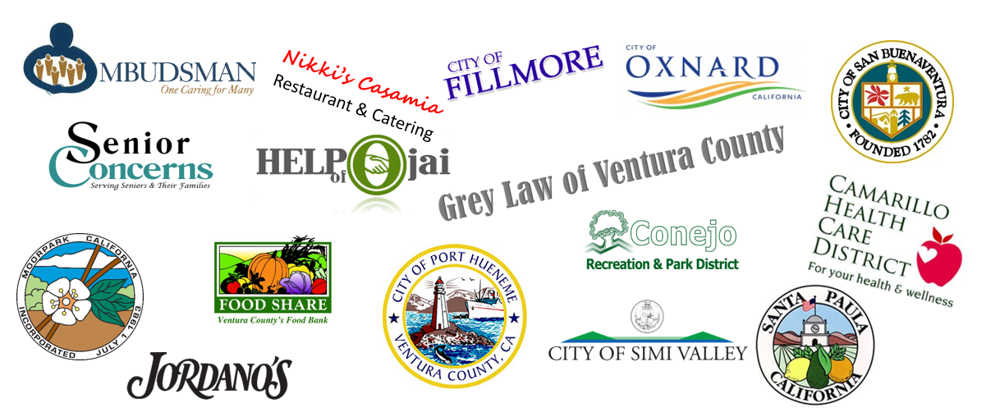 MBUDSMAN
One Caring for Many
Nikki's Casamia
Restaurant & Catering
CITY OF
FILLMORE
CITY OF
OXNARD
CALIFORNIA
CITY OF SAN BUENAVENTURA
• FOUNDED 1782 •
Senior
Concerns
Serving Seniors & Their Families
HELP of Ojai
Grey Law of Ventura County
CAMARILLO
HEALTH
CARE
DISTRICT
For your health & wellness
MOORPARK CALIFORNIA
INCORPORATED JULY 1 1983
FOOD SHARE
Ventura County's Food Bank
CITY OF PORT HUENEME
VENTURA COUNTY, CA
Conejo
Recreation & Park District
CITY OF SIMI VALLEY
SANTA PAULA
CALIFORNIA
JORDANO'S